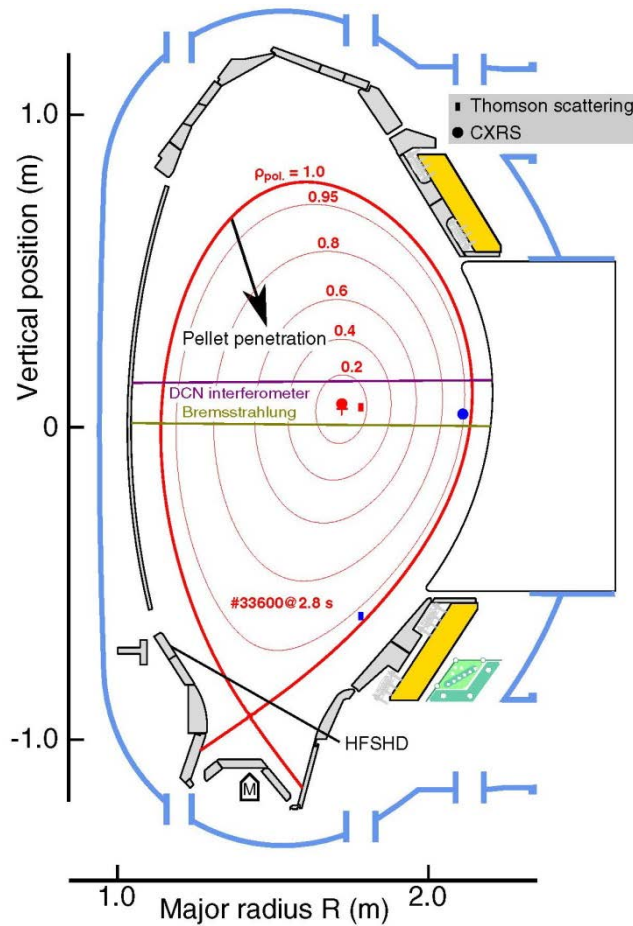 1.0
Thomson scattering
CXRS
ρpol. = 1.0
0.95
0.8
0.6
Pellet penetration
0.4
0.2
DCN interferometer
Bremsstrahlung
0
#33600@2.8 s
-1.0
HFSHD
M
Vertical position (m)
1.0
2.0
Major radius R (m)